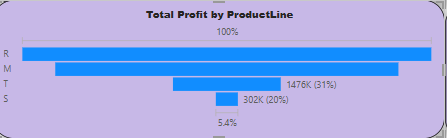 Total Profit by ProductLine
100%
R
M
T 1476K (31%)
S 302K (20%)
5.4%